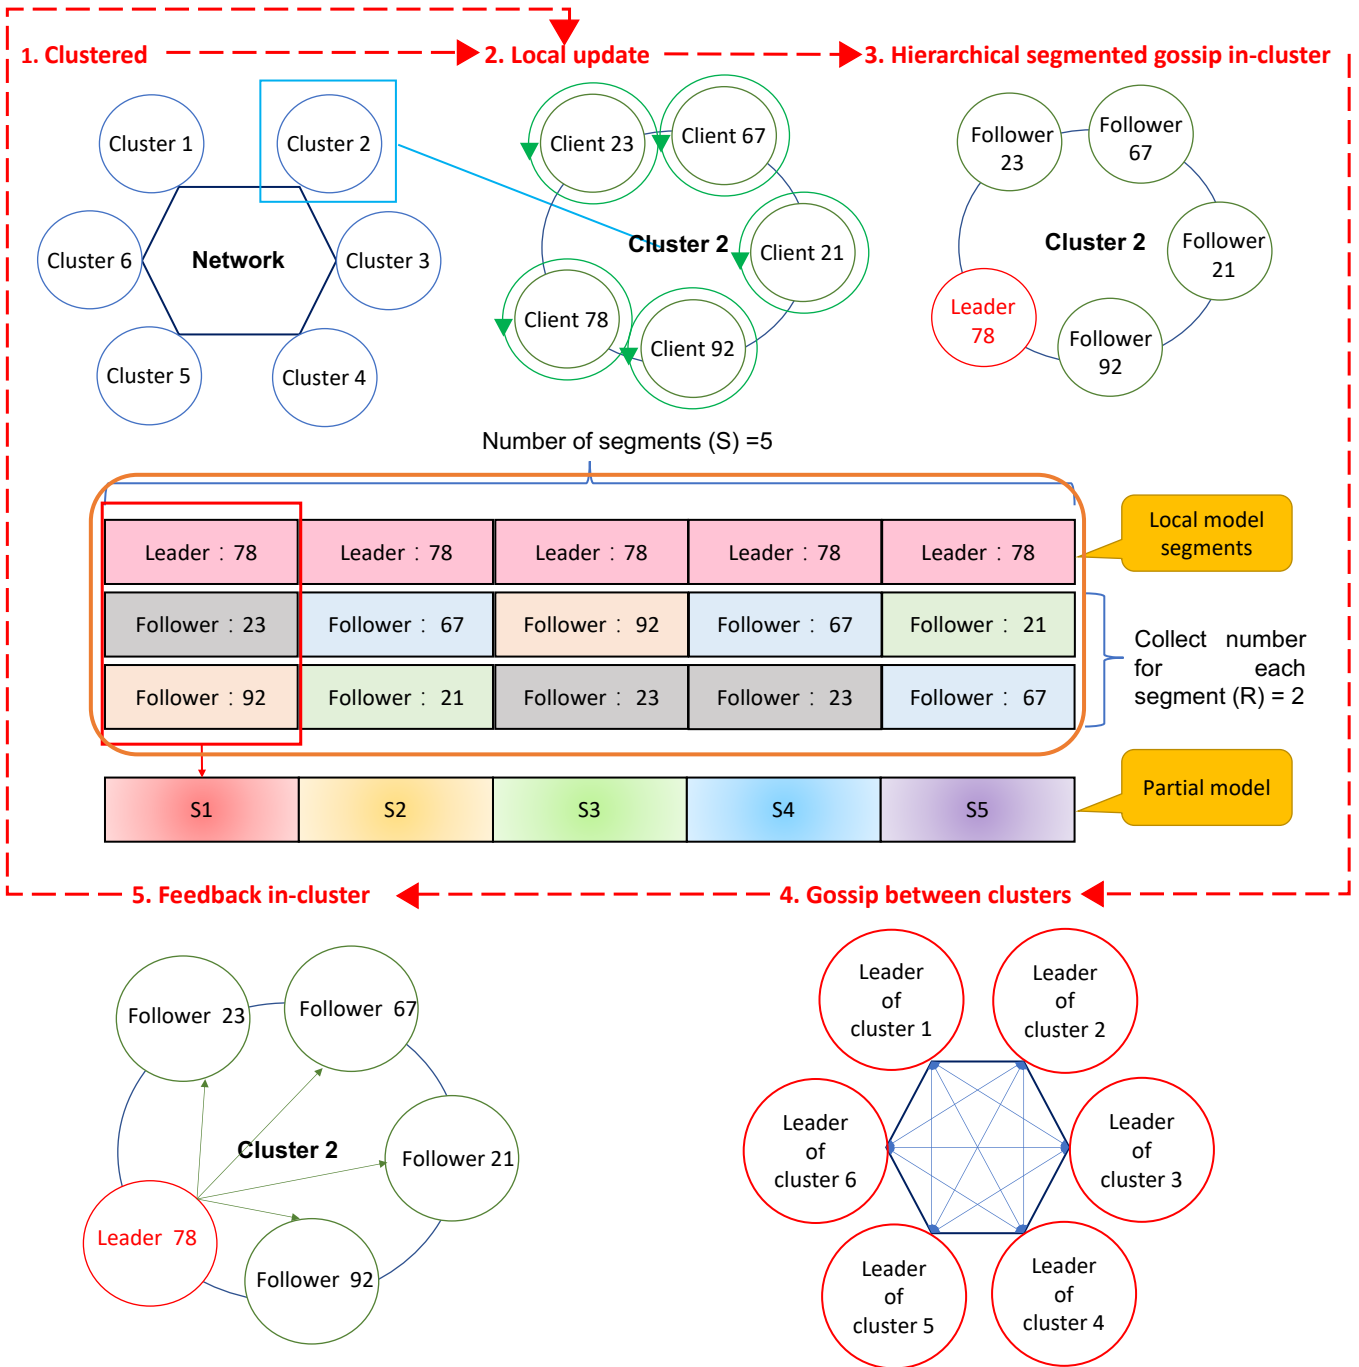 1. Clustered
2. Local update
3. Hierarchical segmented gossip in-cluster
Cluster 1
Cluster 2
Cluster 6
Network
Cluster 3
Cluster 5
Cluster 4
Client 23
Client 67
Cluster 2
Client 21
Client 78
Client 92
Follower
23
Follower
67
Cluster 2
Follower
21
Leader
78
Follower
92
Number of segments (S) =5
Leader : 78
Leader : 78
Leader : 78
Leader : 78
Leader : 78
Local model
segments
Follower : 23
Follower : 67
Follower : 92
Follower : 67
Follower : 21
Follower : 92
Follower : 21
Follower : 23
Follower : 23
Follower : 67
Collect number
for each
segment (R) = 2
S1
S2
S3
S4
S5
Partial model
5. Feedback in-cluster
4. Gossip between clusters
Follower 23
Follower 67
Cluster 2
Follower 21
Leader 78
Follower 92
Leader
of
cluster 1
Leader
of
cluster 2
Leader
of
cluster 6
Leader
of
cluster 3
Leader
of
cluster 5
Leader
of
cluster 4